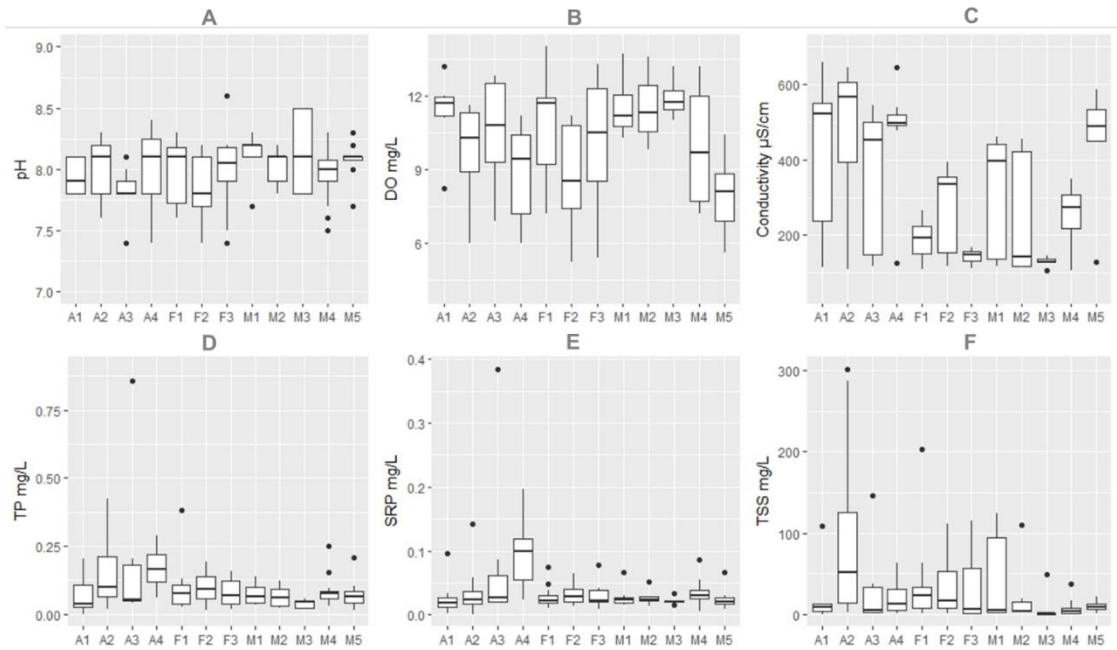 A B C
9.0
8.5
8.0
7.5
7.0
pH
A1 A2 A3 A4 F1 F2 F3 M1 M2 M3 M4 M5
12
9
6
DO mg/L
A1 A2 A3 A4 F1 F2 F3 M1 M2 M3 M4 M5
600
400
200
Conductivity µS/cm
A1 A2 A3 A4 F1 F2 F3 M1 M2 M3 M4 M5
D E F
0.75
0.50
0.25
0.00
TP mg/L
A1 A2 A3 A4 F1 F2 F3 M1 M2 M3 M4 M5
0.4
0.3
0.2
0.1
0.0
SRP mg/L
A1 A2 A3 A4 F1 F2 F3 M1 M2 M3 M4 M5
300
200
100
0
TSS mg/L
A1 A2 A3 A4 F1 F2 F3 M1 M2 M3 M4 M5